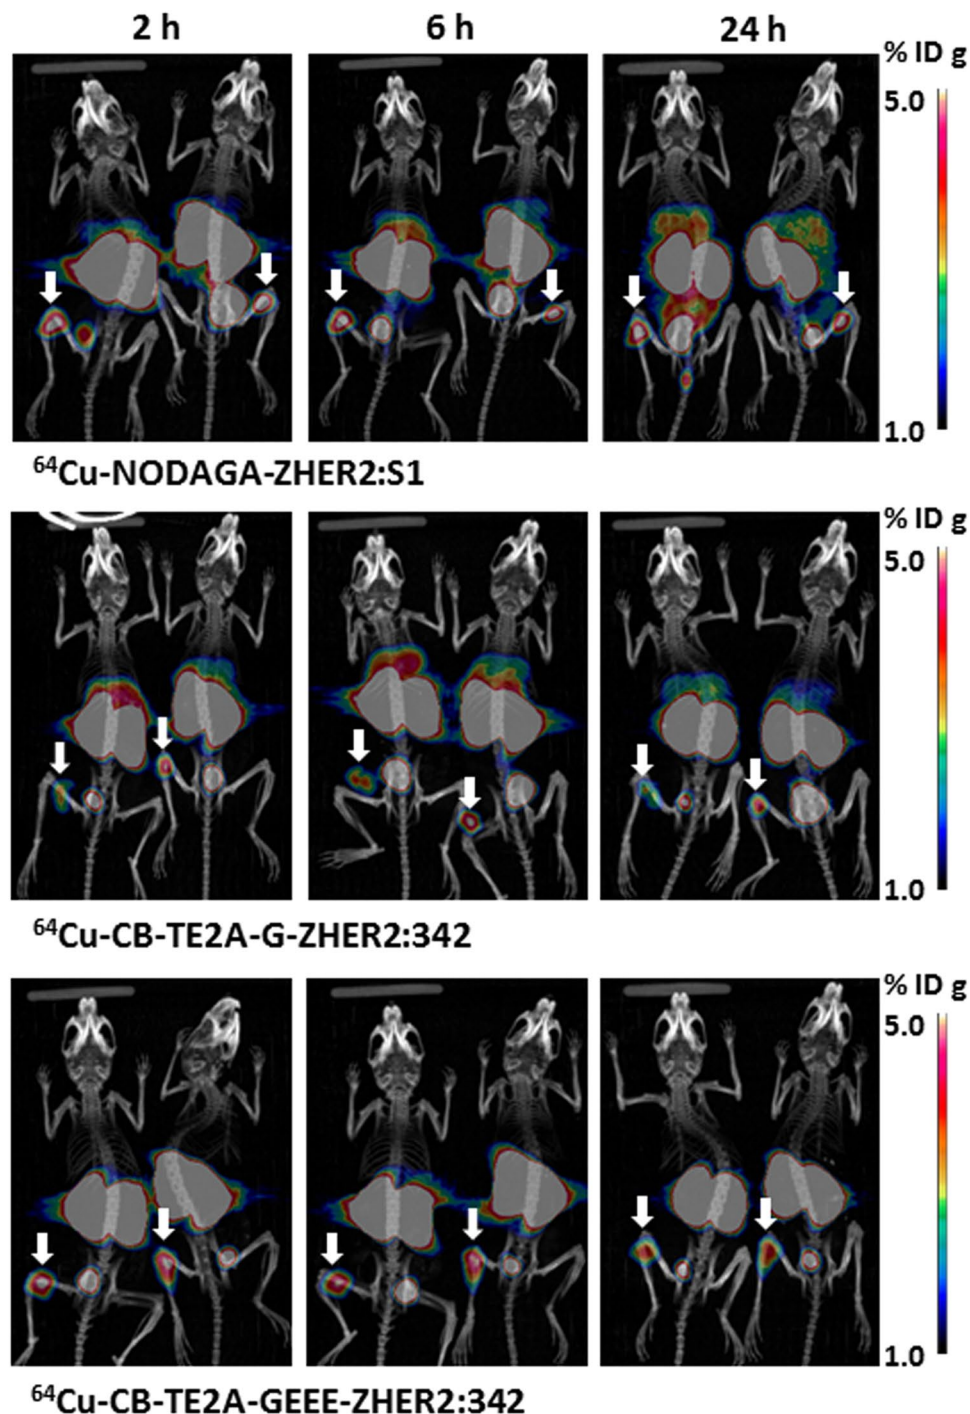 2 h 6 h 24 h
% ID g
5.0
1.0
⁶⁴Cu-NODAGA-ZHER2:S1
% ID g
5.0
1.0
⁶⁴Cu-CB-TE2A-G-ZHER2:342
% ID g
5.0
1.0
⁶⁴Cu-CB-TE2A-GEEE-ZHER2:342